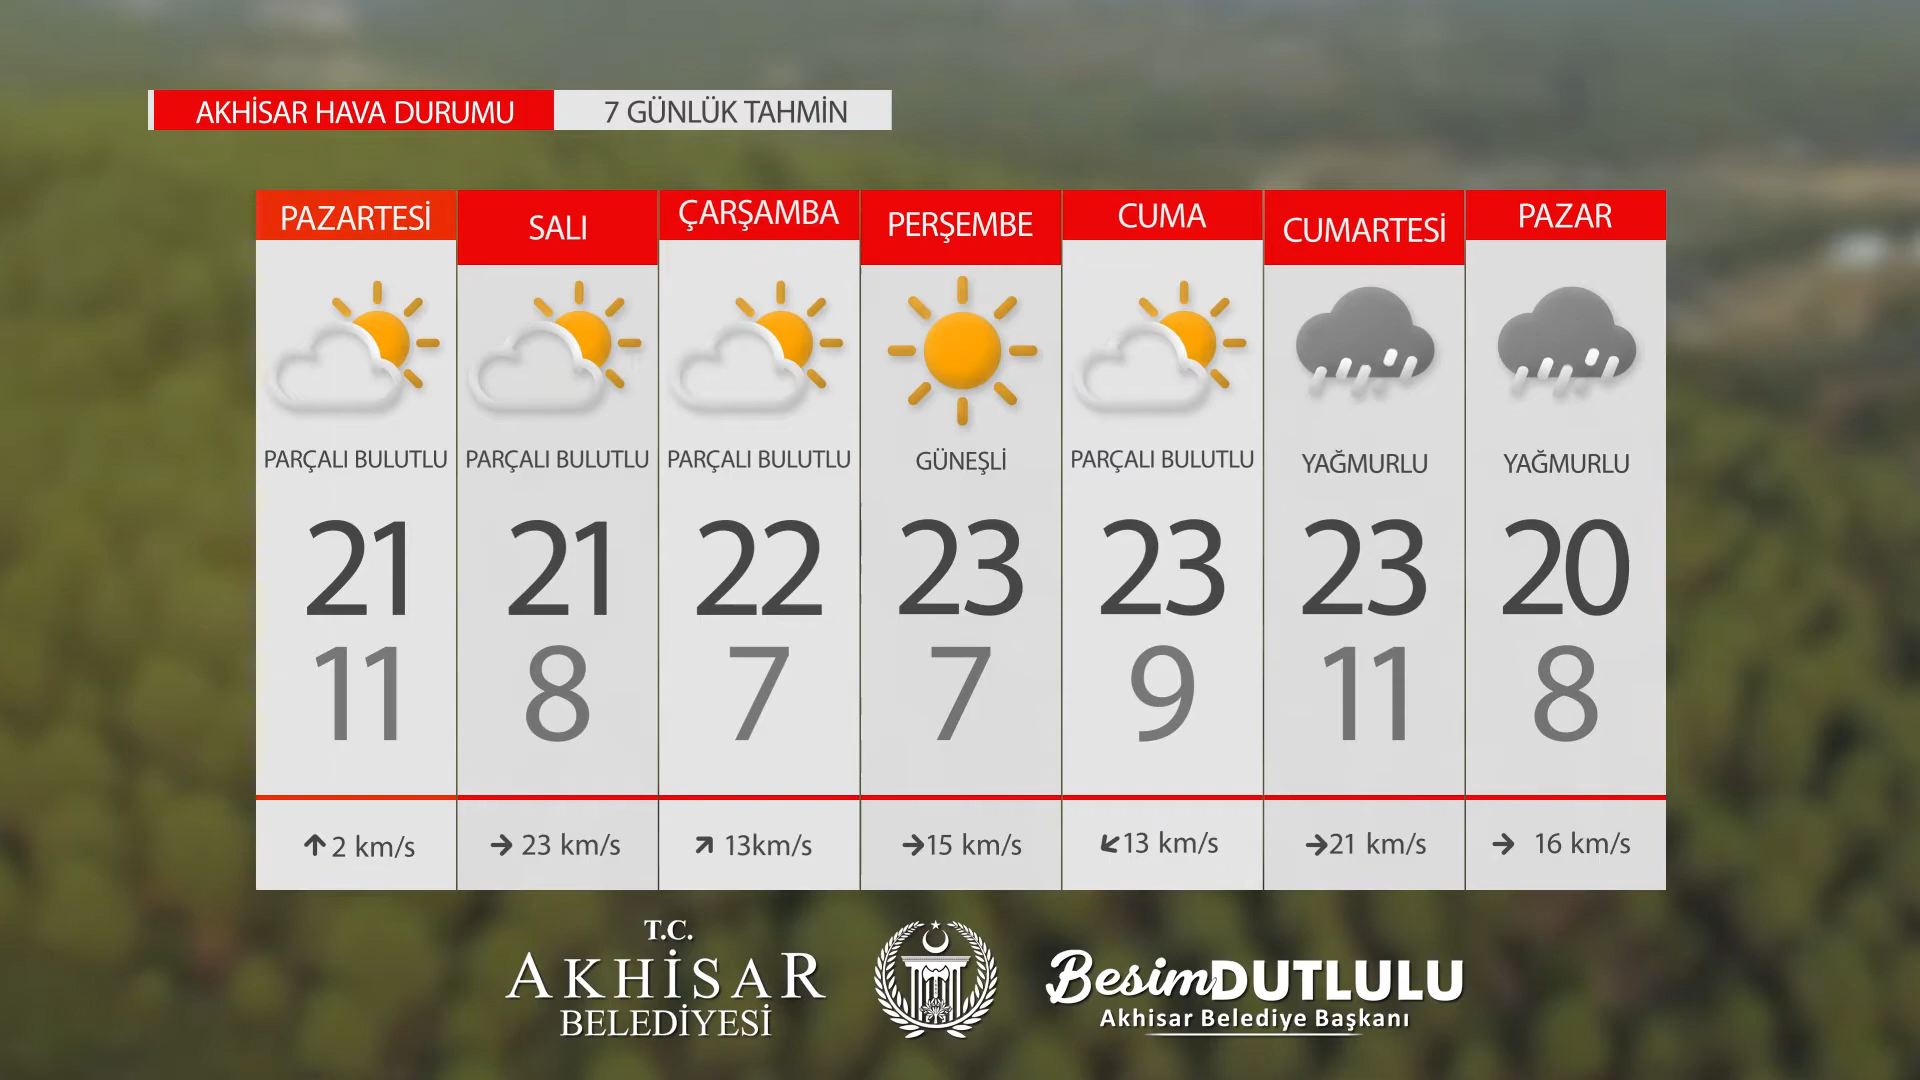 AKHİSAR HAVA DURUMU 7 GÜNLÜK TAHMİN
PAZARTESİ SALI ÇARŞAMBA PERŞEMBE CUMA CUMARTESİ PAZAR
PARÇALI BULUTLU PARÇALI BULUTLU PARÇALI BULUTLU GÜNEŞLİ PARÇALI BULUTLU YAĞMURLU YAĞMURLU
21 21 22 23 23 23 20
11 8 7 7 9 11 8
2 km/s 23 km/s 13km/s 15 km/s 13 km/s 21 km/s 16 km/s
T.C.
AKHİSAR
BELEDİYESİ
Besim DUTLULU
Akhisar Belediye Başkanı